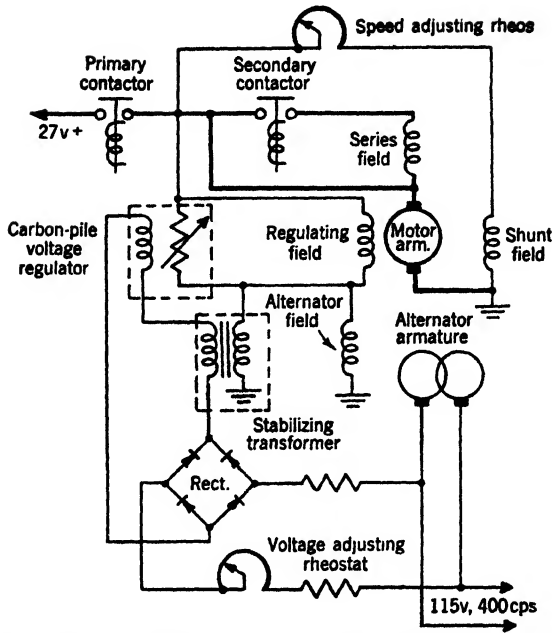 Speed adjusting rheos
Primary
contactor
Secondary
contactor
27v+
Series
field
Carbon-pile
voltage
regulator
Regulating
field
Motor
arm.
Shunt
field
Alternator
field
Alternator
armature
Stabilizing
transformer
Rect.
Voltage adjusting
rheostat
115v, 400cps